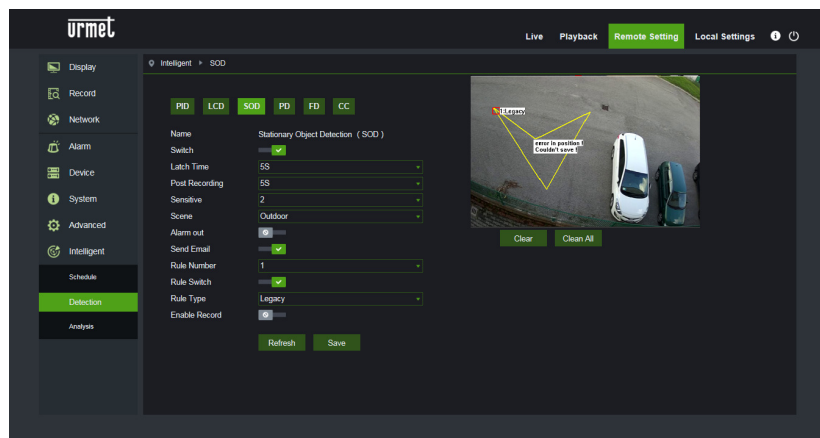 urmet
Live Playback Remote Setting Local Settings
Display
Record
Network
Alarm
Device
System
Advanced
Intelligent
Schedule
Detection
Analysis
Intelligent SOD
PID LCD SOD PD FD CC
Name Stationary Object Detection ( SOD )
Switch
Latch Time 5S
Post Recording 5S
Sensitive 2
Scene Outdoor
Alarm out
Send Email
Rule Number 1
Rule Switch
Rule Type Legacy
Enable Record
Refresh Save
1:Legacy
error in position !
Couldn't save !
Clear Clean All